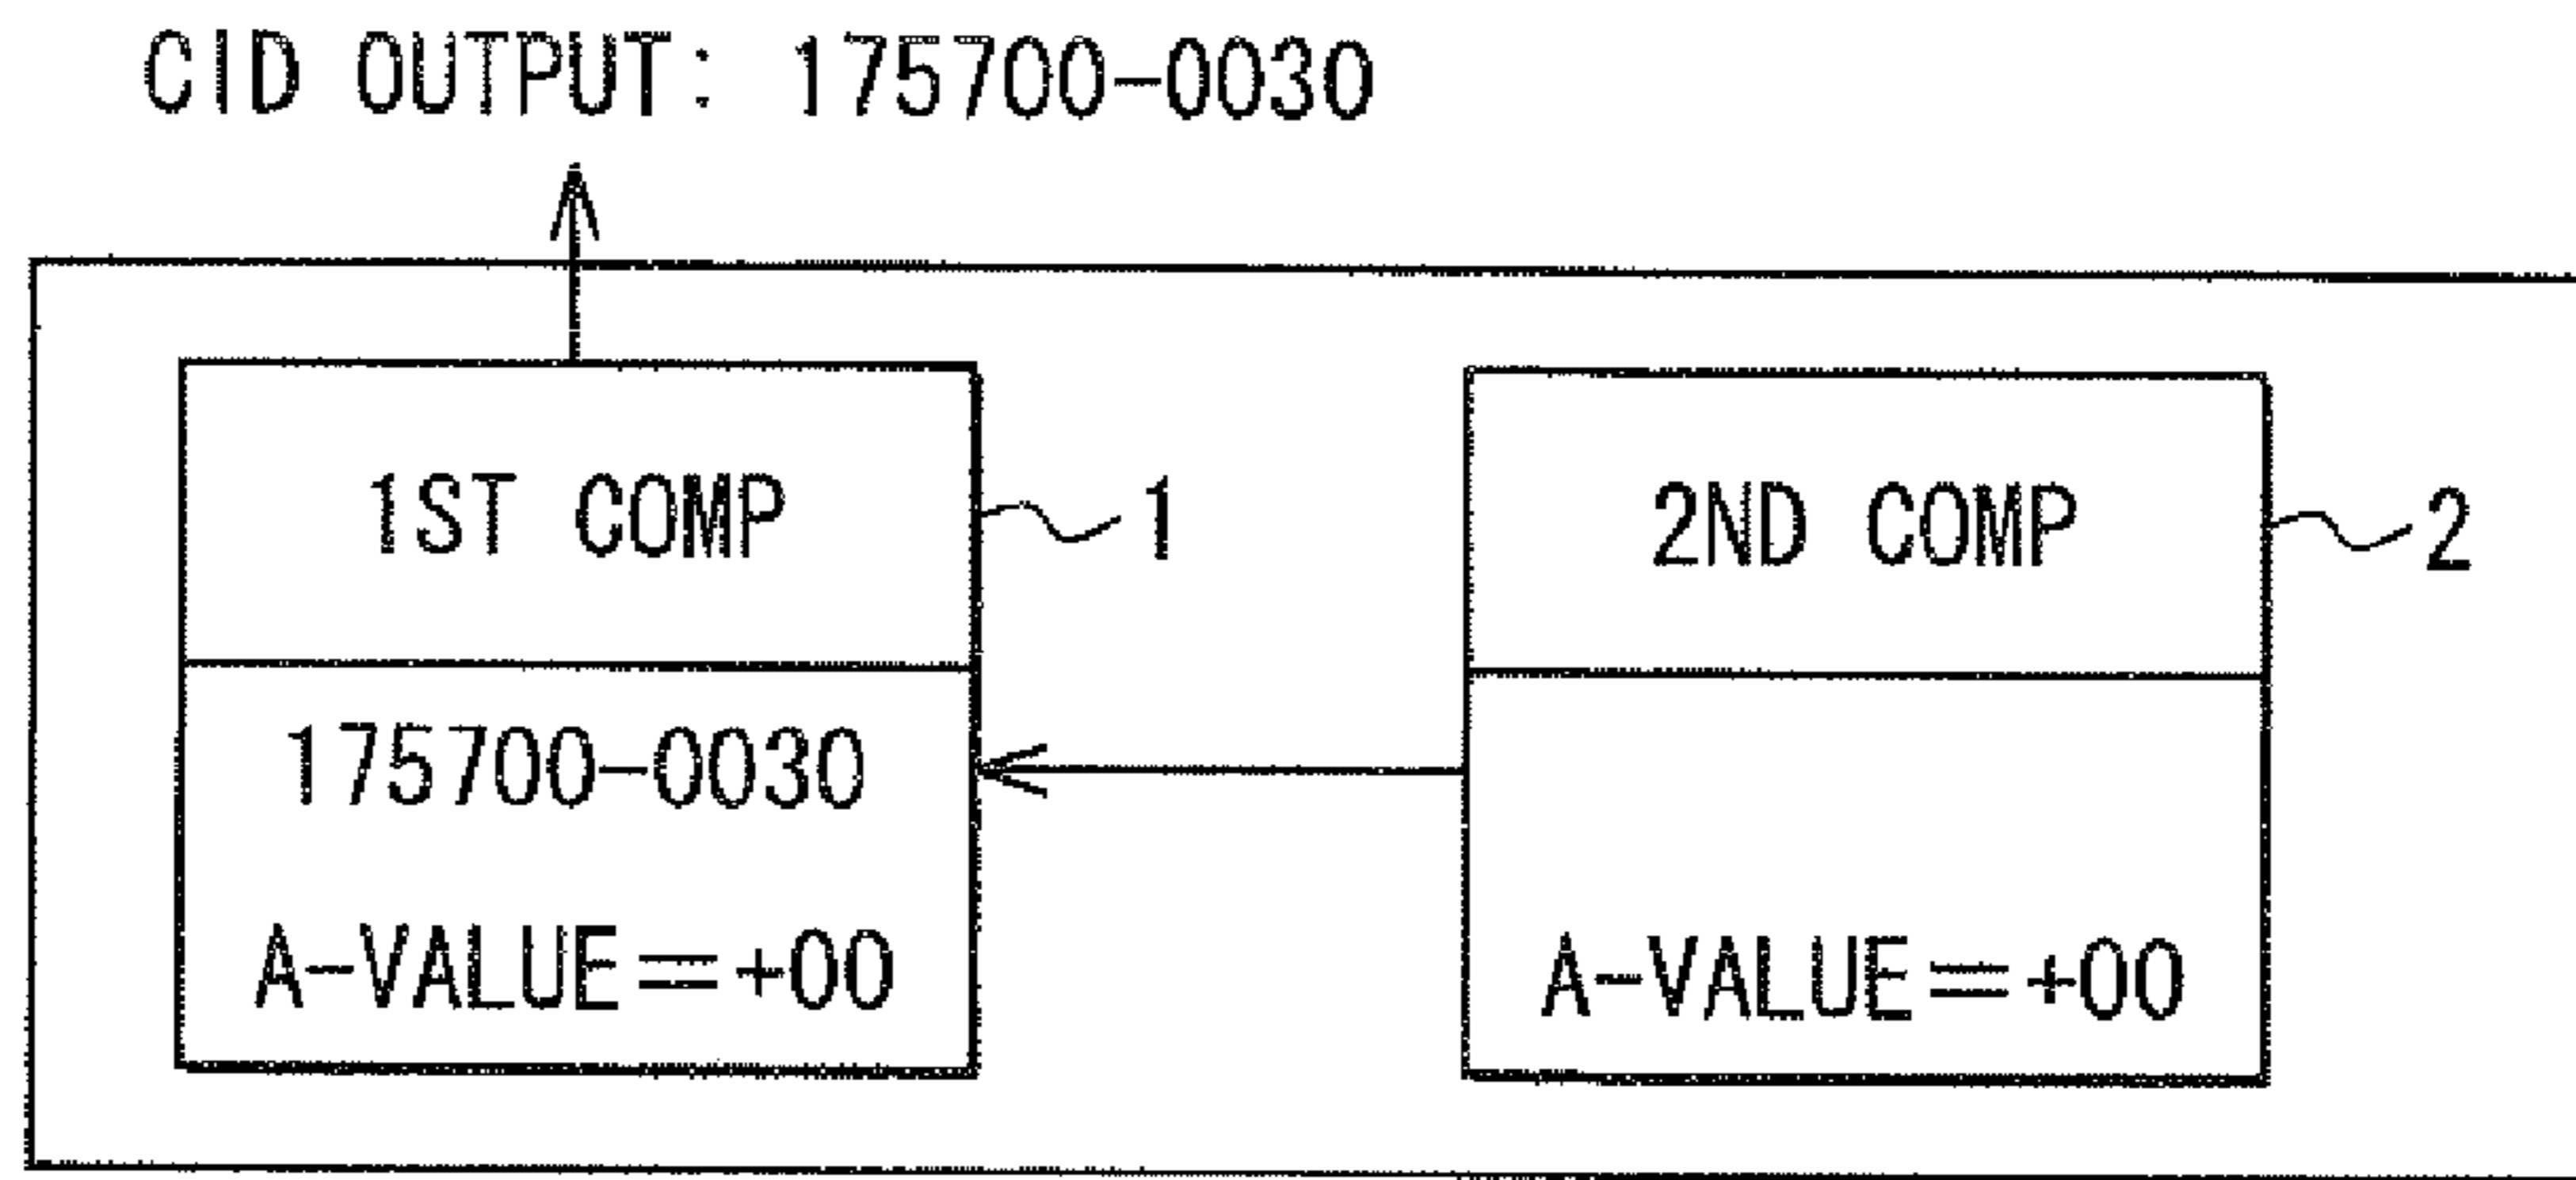 CID OUTPUT: 175700-0030
1ST COMP
1
2ND COMP
2
175700-0030
A-VALUE=+00
A-VALUE=+00